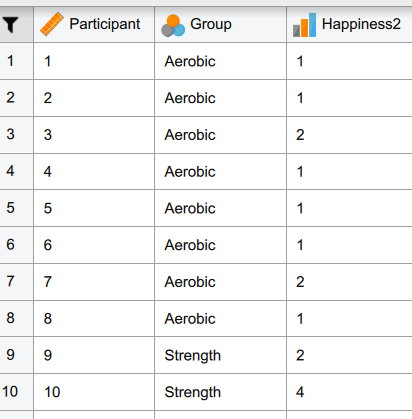 Participant Group Happiness2
1 1 Aerobic 1
2 2 Aerobic 1
3 3 Aerobic 2
4 4 Aerobic 1
5 5 Aerobic 1
6 6 Aerobic 1
7 7 Aerobic 2
8 8 Aerobic 1
9 9 Strength 2
10 10 Strength 4